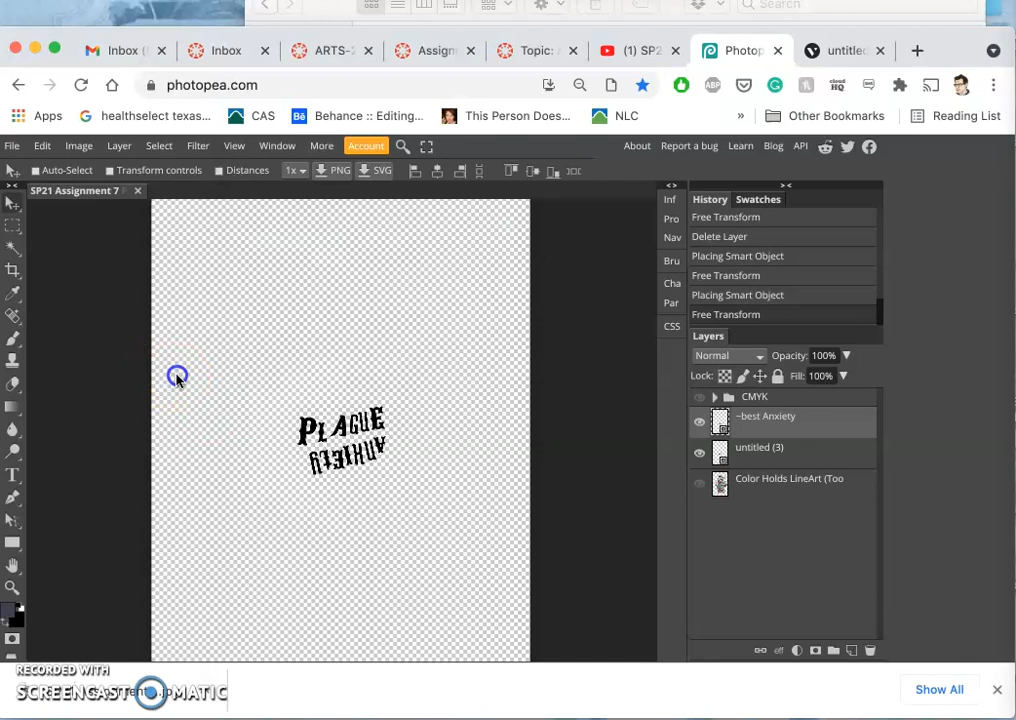 Search
Inbox (
Inbox
ARTS-2
Assignm
Topic: A
(1) SP2
Photop
untitled
photopea.com
Apps
healthselect texas...
CAS
Behance :: Editing...
This Person Does...
NLC
»
Other Bookmarks
Reading List
File Edit Image Layer Select Filter View Window More Account
About Report a bug Learn Blog API
Auto-Select Transform controls Distances 1x PNG SVG
SP21 Assignment 7
Inf
Pro
Nav
Bru
Cha
Par
CSS
History Swatches
Free Transform
Delete Layer
Placing Smart Object
Free Transform
Placing Smart Object
Free Transform
Layers
Normal Opacity: 100%
Lock: Fill: 100%
CMYK
~best Anxiety
untitled (3)
Color Holds LineArt (Too
PLAGUE
ANXIETY
RECORDED WITH
SCREENCAST-O-MATIC
Show All